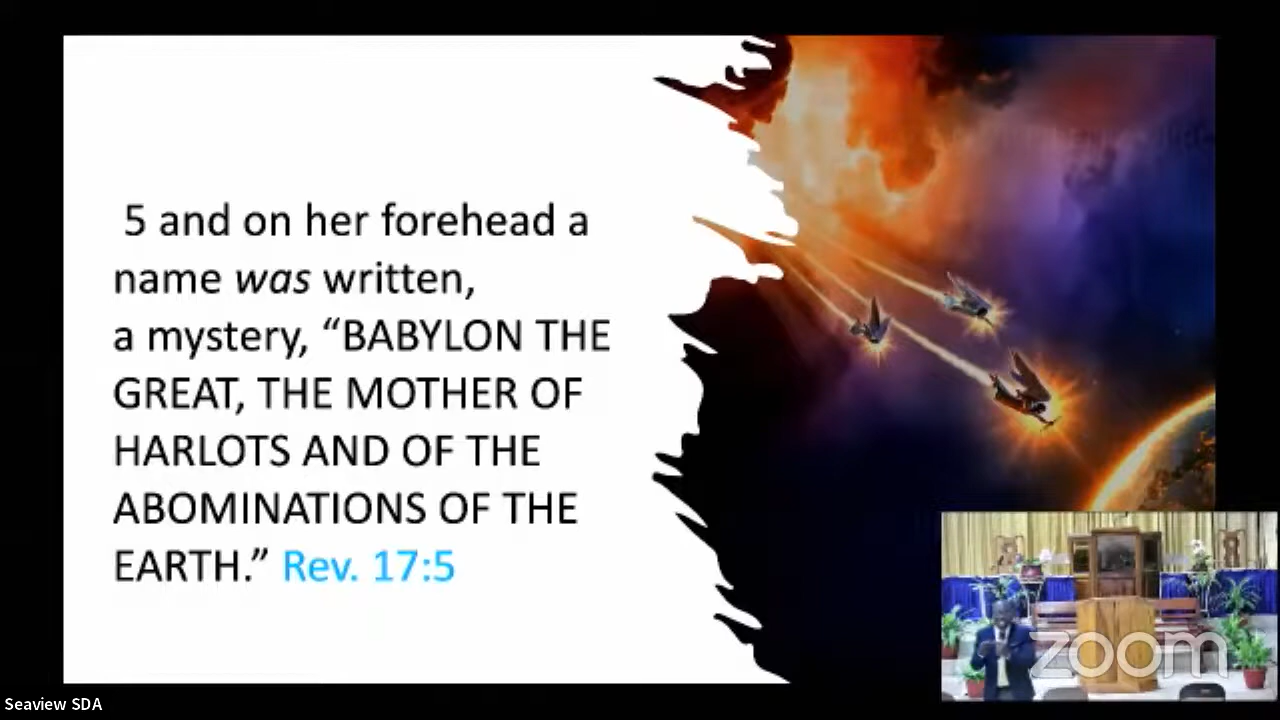 5 and on her forehead a
name was written,
a mystery, “BABYLON THE
GREAT, THE MOTHER OF
HARLOTS AND OF THE
ABOMINATIONS OF THE
EARTH.” Rev. 17:5
zoom
Seaview SDA